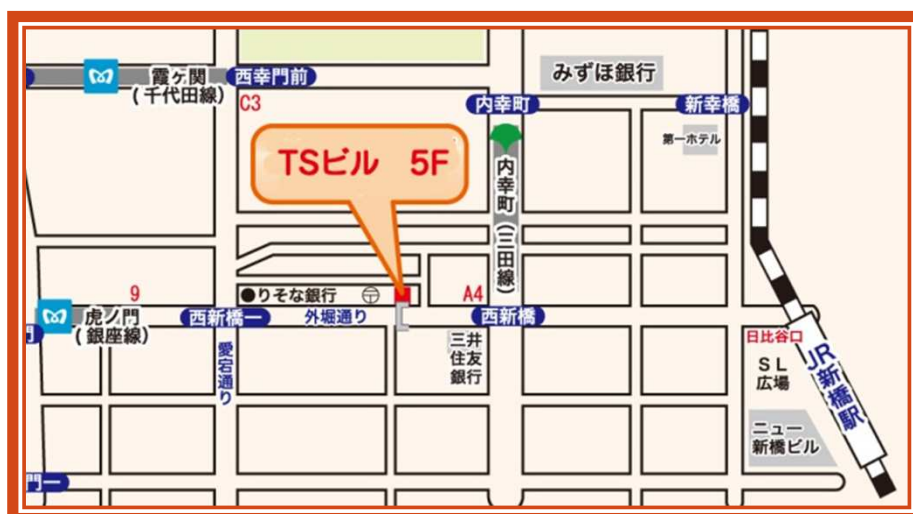 霞ヶ関
(千代田線)
西幸門前
C3
みずほ銀行
内幸町
新幸橋
第一ホテル
TSビル 5F
内幸町(三田線)
9
●りそな銀行 〒
A4
虎ノ門
(銀座線)
西新橋一
外堀通り
西新橋
愛宕通り
三井
住友
銀行
日比谷口
SL
広場
JR新橋駅
ニュー
新橋ビル
門一